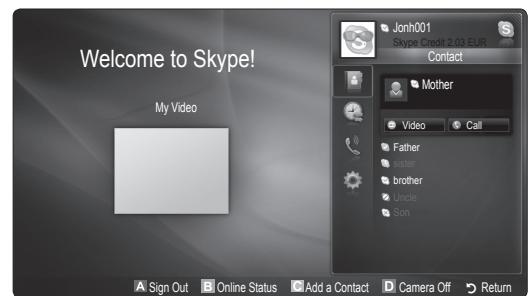 Welcome to Skype!
My Video
Jonh001
Skype Credit 2.03 EUR
Contact
Mother
Video
Call
Father
sister
brother
Uncle
Son
A Sign Out B Online Status C Add a Contact D Camera Off Return